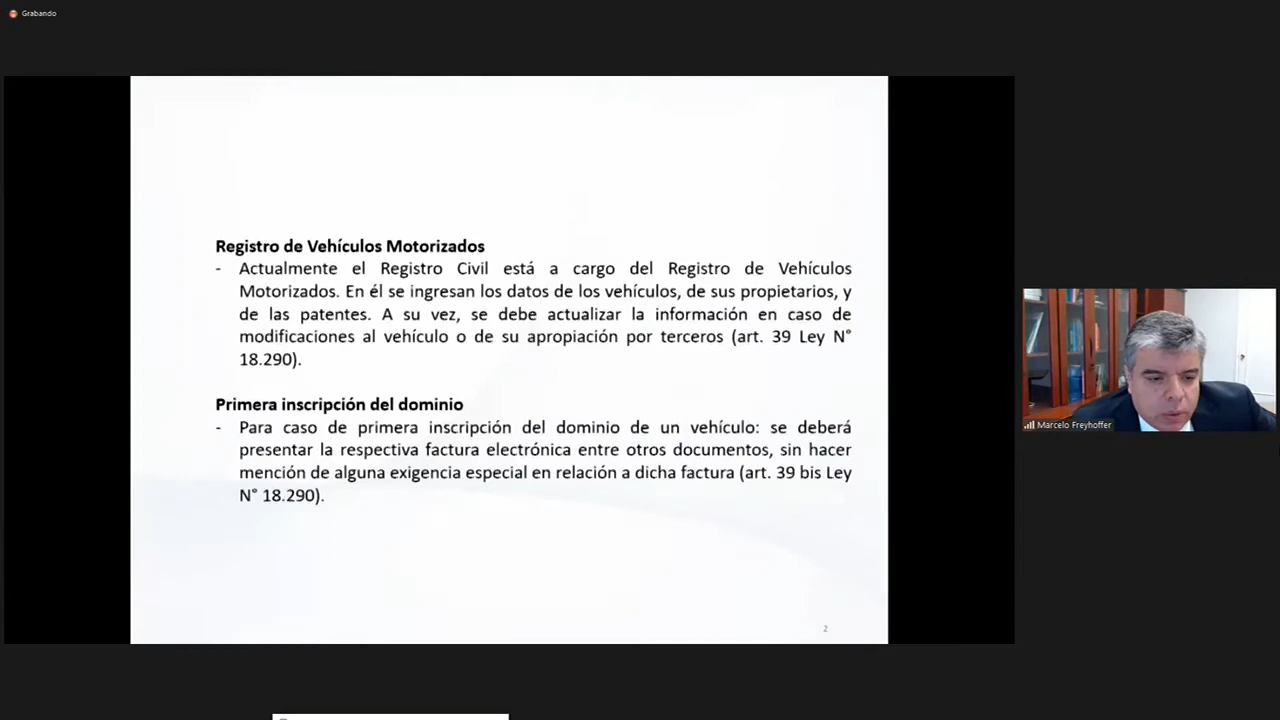 Grabando
Registro de Vehículos Motorizados
- Actualmente el Registro Civil está a cargo del Registro de Vehículos
Motorizados. En él se ingresan los datos de los vehículos, de sus propietarios, y
de las patentes. A su vez, se debe actualizar la información en caso de
modificaciones al vehículo o de su apropiación por terceros (art. 39 Ley N°
18.290).
Primera inscripción del dominio
- Para caso de primera inscripción del dominio de un vehículo: se deberá
presentar la respectiva factura electrónica entre otros documentos, sin hacer
mención de alguna exigencia especial en relación a dicha factura (art. 39 bis Ley
N° 18.290).
2
Marcelo Freyhoffer